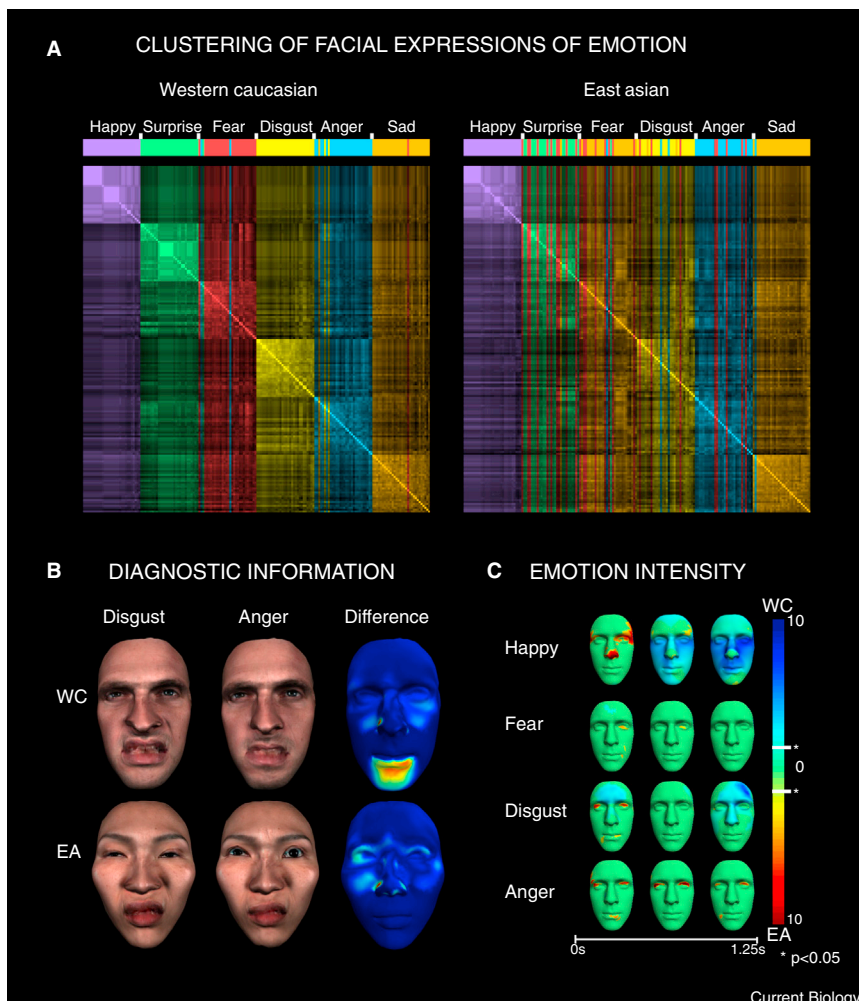 A CLUSTERING OF FACIAL EXPRESSIONS OF EMOTION
Western caucasian East asian
Happy Surprise Fear Disgust Anger Sad Happy Surprise Fear Disgust Anger Sad
B DIAGNOSTIC INFORMATION
Disgust Anger Difference
WC
EA
C EMOTION INTENSITY
WC
10
Happy
Fear
*
0
*
Disgust
Anger
10
EA
0s 1.25s
* p<0.05
Current Biology